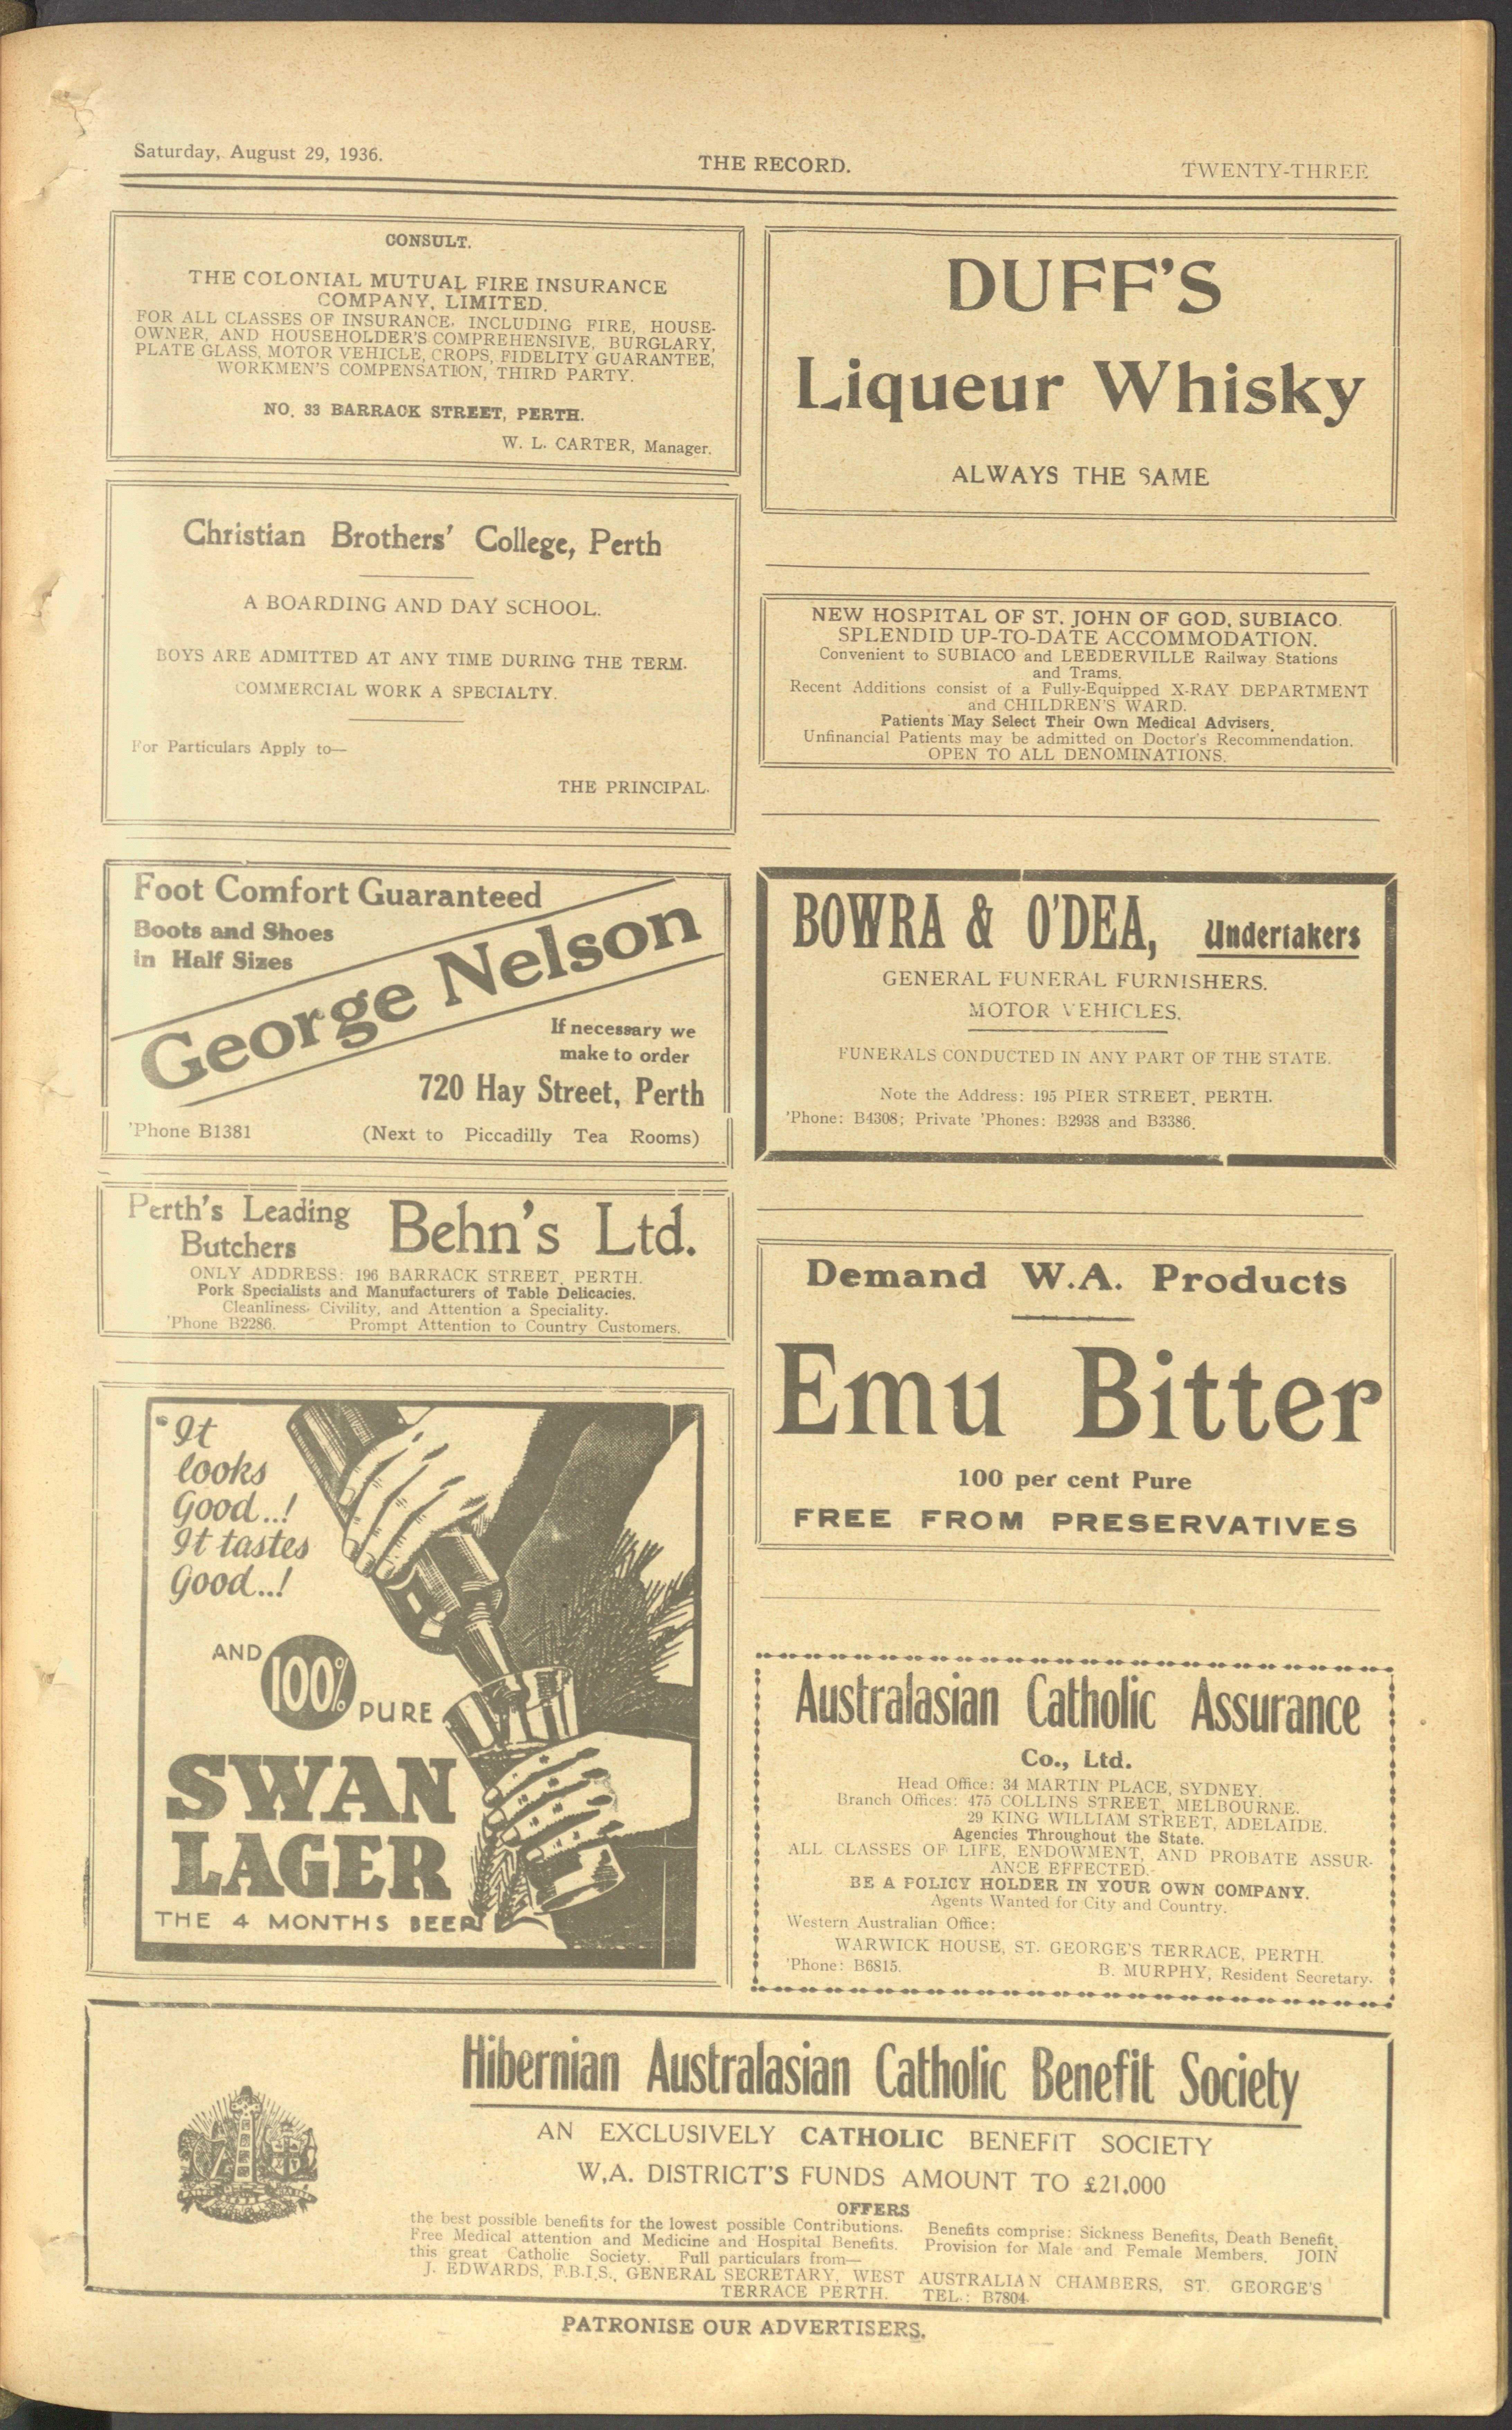 Saturday, August 29, 1936.
THE RECORD.
TWENTY-THREE
CONSULT.
THE COLONIAL MUTUAL FIRE INSURANCE
COMPANY, LIMITED.
FOR ALL CLASSES OF INSURANCE, INCLUDING FIRE, HOUSE-
OWNER, AND HOUSEHOLDER'S COMPREHENSIVE, BURGLARY,
PLATE GLASS, MOTOR VEHICLE, CROPS, FIDELITY GUARANTEE,
WORKMEN'S COMPENSATION, THIRD PARTY.
NO. 33 BARRACK STREET, PERTH.
W. L. CARTER, Manager.
Christian Brothers' College, Perth
A BOARDING AND DAY SCHOOL.
BOYS ARE ADMITTED AT ANY TIME DURING THE TERM.
COMMERCIAL WORK A SPECIALTY.
For Particulars Apply to—
THE PRINCIPAL.
Foot Comfort Guaranteed
Boots and Shoes
in Half Sizes
George Nelson
If necessary we
make to order
720 Hay Street, Perth
'Phone B1381 (Next to Piccadilly Tea Rooms)
Perth's Leading
Butchers
Behn's Ltd.
ONLY ADDRESS: 196 BARRACK STREET, PERTH.
Pork Specialists and Manufacturers of Table Delicacies.
Cleanliness, Civility, and Attention a Speciality.
'Phone B2286. Prompt Attention to Country Customers.
"It
looks
Good..!
It tastes
Good..!
AND 100% PURE
SWAN
LAGER
THE 4 MONTHS BEER
DUFF'S
Liqueur Whisky
ALWAYS THE SAME
NEW HOSPITAL OF ST. JOHN OF GOD, SUBIACO.
SPLENDID UP-TO-DATE ACCOMMODATION.
Convenient to SUBIACO and LEEDERVILLE Railway Stations
and Trams.
Recent Additions consist of a Fully-Equipped X-RAY DEPARTMENT
and CHILDREN'S WARD.
Patients May Select Their Own Medical Advisers.
Unfinancial Patients may be admitted on Doctor's Recommendation.
OPEN TO ALL DENOMINATIONS.
BOWRA & O'DEA, Undertakers
GENERAL FUNERAL FURNISHERS.
MOTOR VEHICLES.
FUNERALS CONDUCTED IN ANY PART OF THE STATE.
Note the Address: 195 PIER STREET, PERTH.
'Phone: B4308; Private 'Phones: B2938 and B3386.
Demand W.A. Products
Emu Bitter
100 per cent Pure
FREE FROM PRESERVATIVES
Australasian Catholic Assurance
Co., Ltd.
Head Office: 34 MARTIN PLACE, SYDNEY.
Branch Offices: 475 COLLINS STREET, MELBOURNE.
29 KING WILLIAM STREET, ADELAIDE.
Agencies Throughout the State.
ALL CLASSES OF LIFE, ENDOWMENT, AND PROBATE ASSUR-
ANCE EFFECTED.
BE A POLICY HOLDER IN YOUR OWN COMPANY.
Agents Wanted for City and Country.
Western Australian Office:
WARWICK HOUSE, ST. GEORGE'S TERRACE, PERTH.
'Phone: B6815. B. MURPHY, Resident Secretary.
Hibernian Australasian Catholic Benefit Society
AN EXCLUSIVELY CATHOLIC BENEFIT SOCIETY
W.A. DISTRICT'S FUNDS AMOUNT TO £21,000
OFFERS
the best possible benefits for the lowest possible Contributions. Benefits comprise: Sickness Benefits, Death Benefit,
Free Medical attention and Medicine and Hospital Benefits. Provision for Male and Female Members. JOIN
this great Catholic Society. Full particulars from—
J. EDWARDS, F.B.I.S., GENERAL SECRETARY, WEST AUSTRALIAN CHAMBERS, ST. GEORGE'S
TERRACE PERTH. TEL.: B7804.
PATRONISE OUR ADVERTISERS.